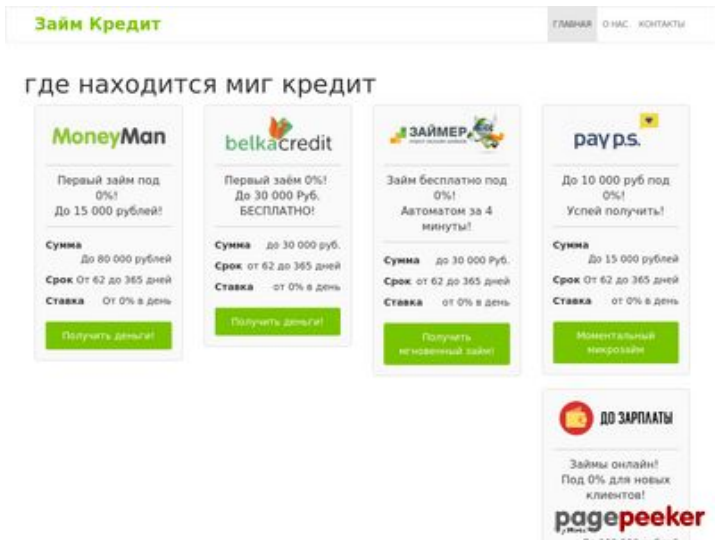 Займ Кредит
ГЛАВНАЯ О НАС КОНТАКТЫ
где находится миг кредит
MoneyMan
Первый займ под
0%!
До 15 000 рублей!
Сумма
До 80 000 рублей
Срок От 62 до 365 дней
Ставка От 0% в день
Получить деньги!
belkacredit
Первый заём 0%!
До 30 000 Руб.
БЕСПЛАТНО!
Сумма до 30 000 руб.
Срок от 62 до 365 дней
Ставка от 0% в день
Получить деньги!
ЗАЙМЕР
Займ бесплатно под
0%!
Автоматом за 4
минуты!
Сумма до 30 000 Руб.
Срок от 62 до 365 дней
Ставка от 0% в день
Получить
мгновенный займ!
pay p.s.
До 10 000 руб под
0%!
Успей получить!
Сумма
До 15 000 рублей
Срок От 62 до 365 дней
Ставка от 0% в день
Моментальный
микрозайм
ДО ЗАРПЛАТЫ
Займы онлайн!
Под 0% для новых
клиентов!
pagepeeker